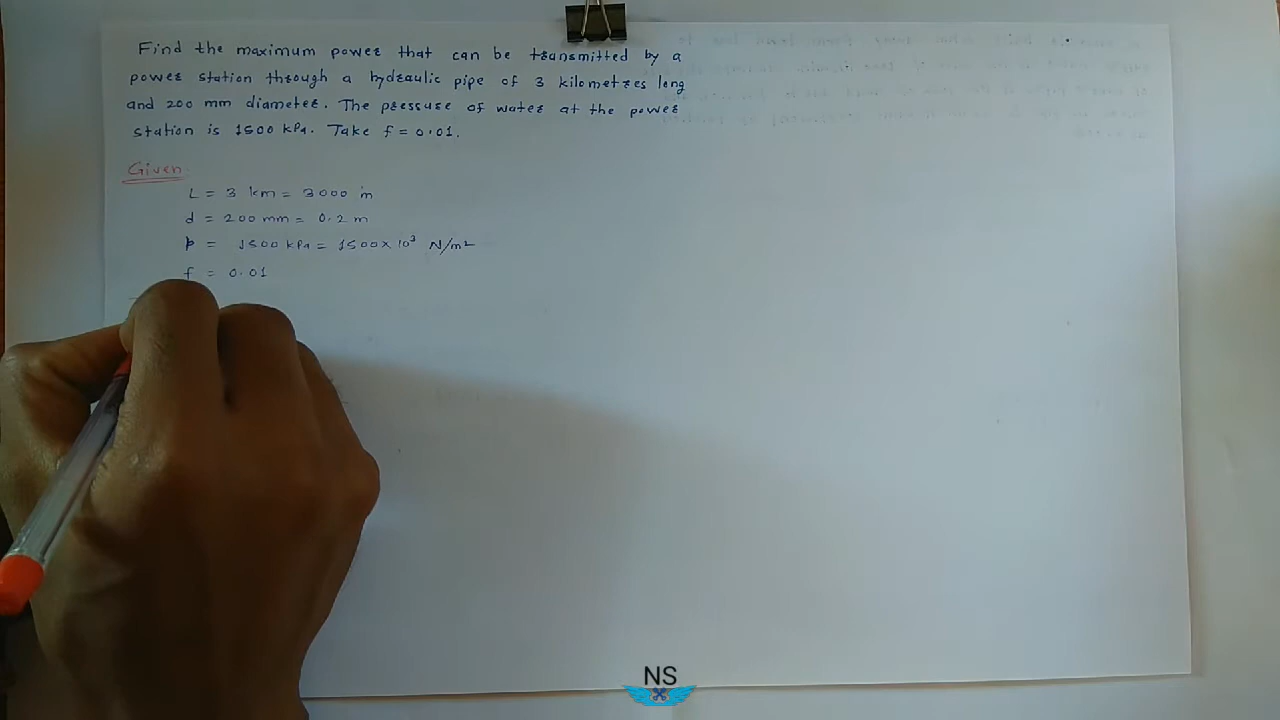 Find the maximum power that can be transmitted by a
power station through a hydraulic pipe of 3 kilometres long
and 200 mm diameter. The pressure of water at the power
station is 1500 kPa. Take f = 0.01.
Given
L = 3 km = 3000 m
d = 200 mm = 0.2 m
p = 1500 kPa = 1500 × 10³ N/m²
f = 0.01
NS